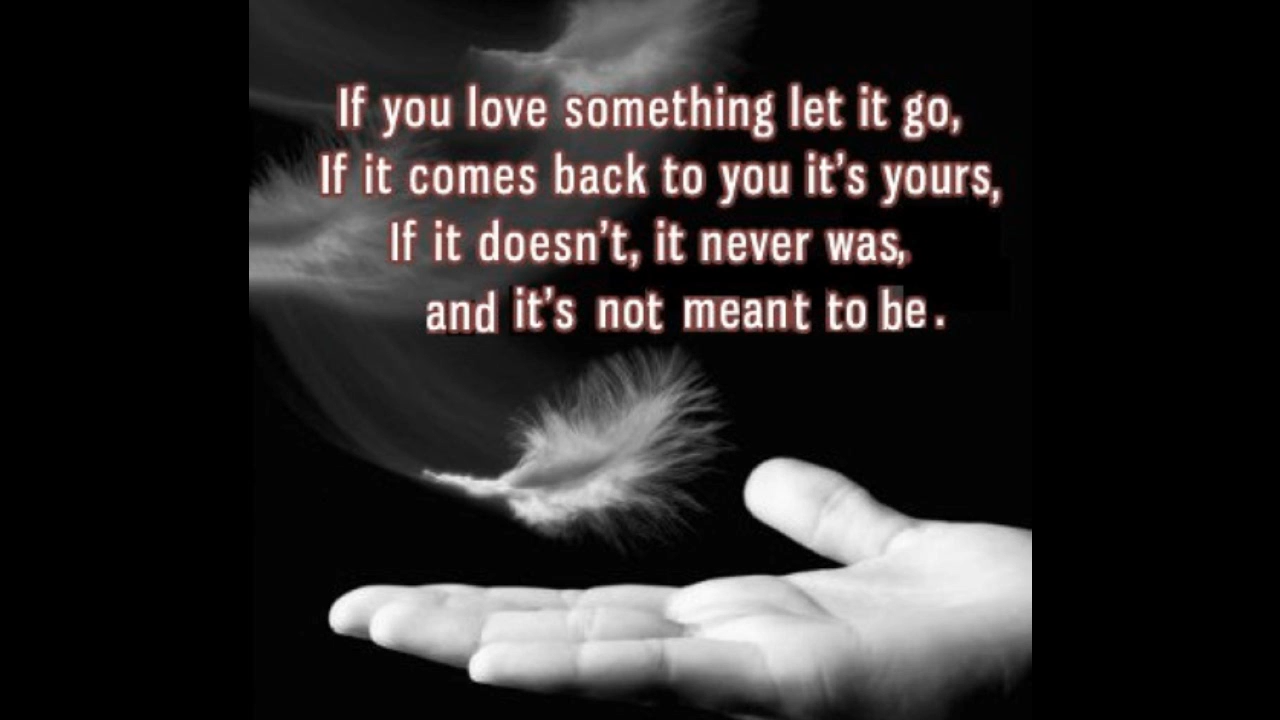 If you love something let it go,
If it comes back to you it's yours,
If it doesn't, it never was,
and it's not meant to be.